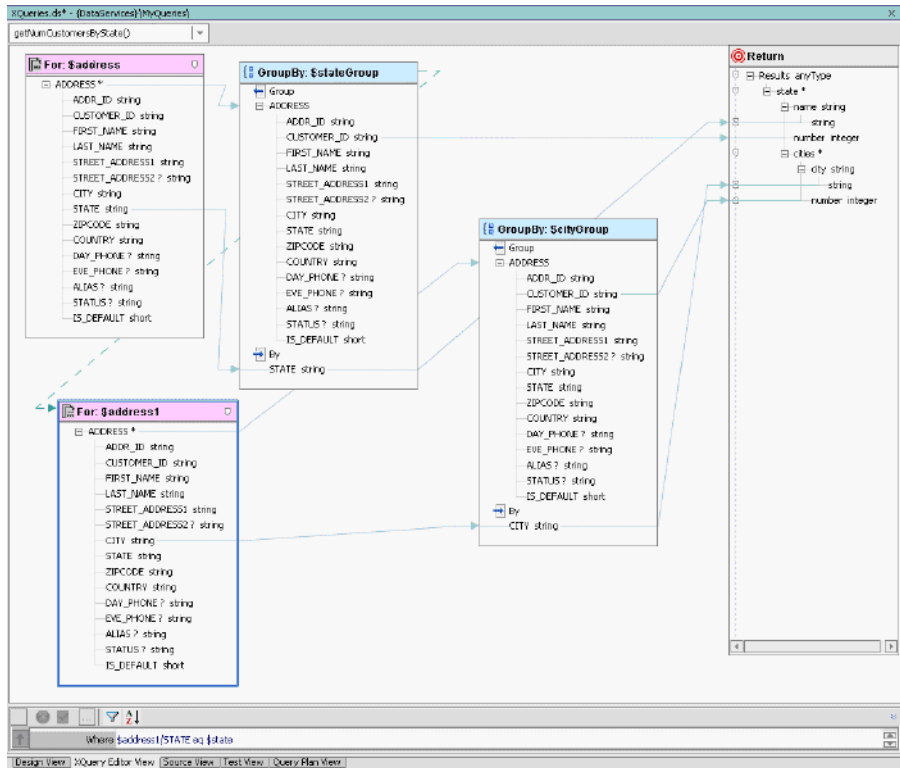 XQueries.ds* - {DataServices}\MyQueries\
getNumCustomersByState()
For: $address
ADDRESS *
ADDR_ID string
CUSTOMER_ID string
FIRST_NAME string
LAST_NAME string
STREET_ADDRESS1 string
STREET_ADDRESS2 ? string
CITY string
STATE string
ZIPCODE string
COUNTRY string
DAY_PHONE ? string
EVE_PHONE ? string
ALIAS ? string
STATUS ? string
IS_DEFAULT short
GroupBy: $stateGroup
Group
ADDRESS
ADDR_ID string
CUSTOMER_ID string
FIRST_NAME string
LAST_NAME string
STREET_ADDRESS1 string
STREET_ADDRESS2 ? string
CITY string
STATE string
ZIPCODE string
COUNTRY string
DAY_PHONE ? string
EVE_PHONE ? string
ALIAS ? string
STATUS ? string
IS_DEFAULT short
By
STATE string
Return
Results anyType
state *
name string
string
number integer
cities *
city string
string
number integer
GroupBy: $cityGroup
Group
ADDRESS
ADDR_ID string
CUSTOMER_ID string
FIRST_NAME string
LAST_NAME string
STREET_ADDRESS1 string
STREET_ADDRESS2 ? string
CITY string
STATE string
ZIPCODE string
COUNTRY string
DAY_PHONE ? string
EVE_PHONE ? string
ALIAS ? string
STATUS ? string
IS_DEFAULT short
By
CITY string
For: $address1
ADDRESS *
ADDR_ID string
CUSTOMER_ID string
FIRST_NAME string
LAST_NAME string
STREET_ADDRESS1 string
STREET_ADDRESS2 ? string
CITY string
STATE string
ZIPCODE string
COUNTRY string
DAY_PHONE ? string
EVE_PHONE ? string
ALIAS ? string
STATUS ? string
IS_DEFAULT short
Where $address1/STATE eq $state
Design View XQuery Editor View Source View Test View Query Plan View